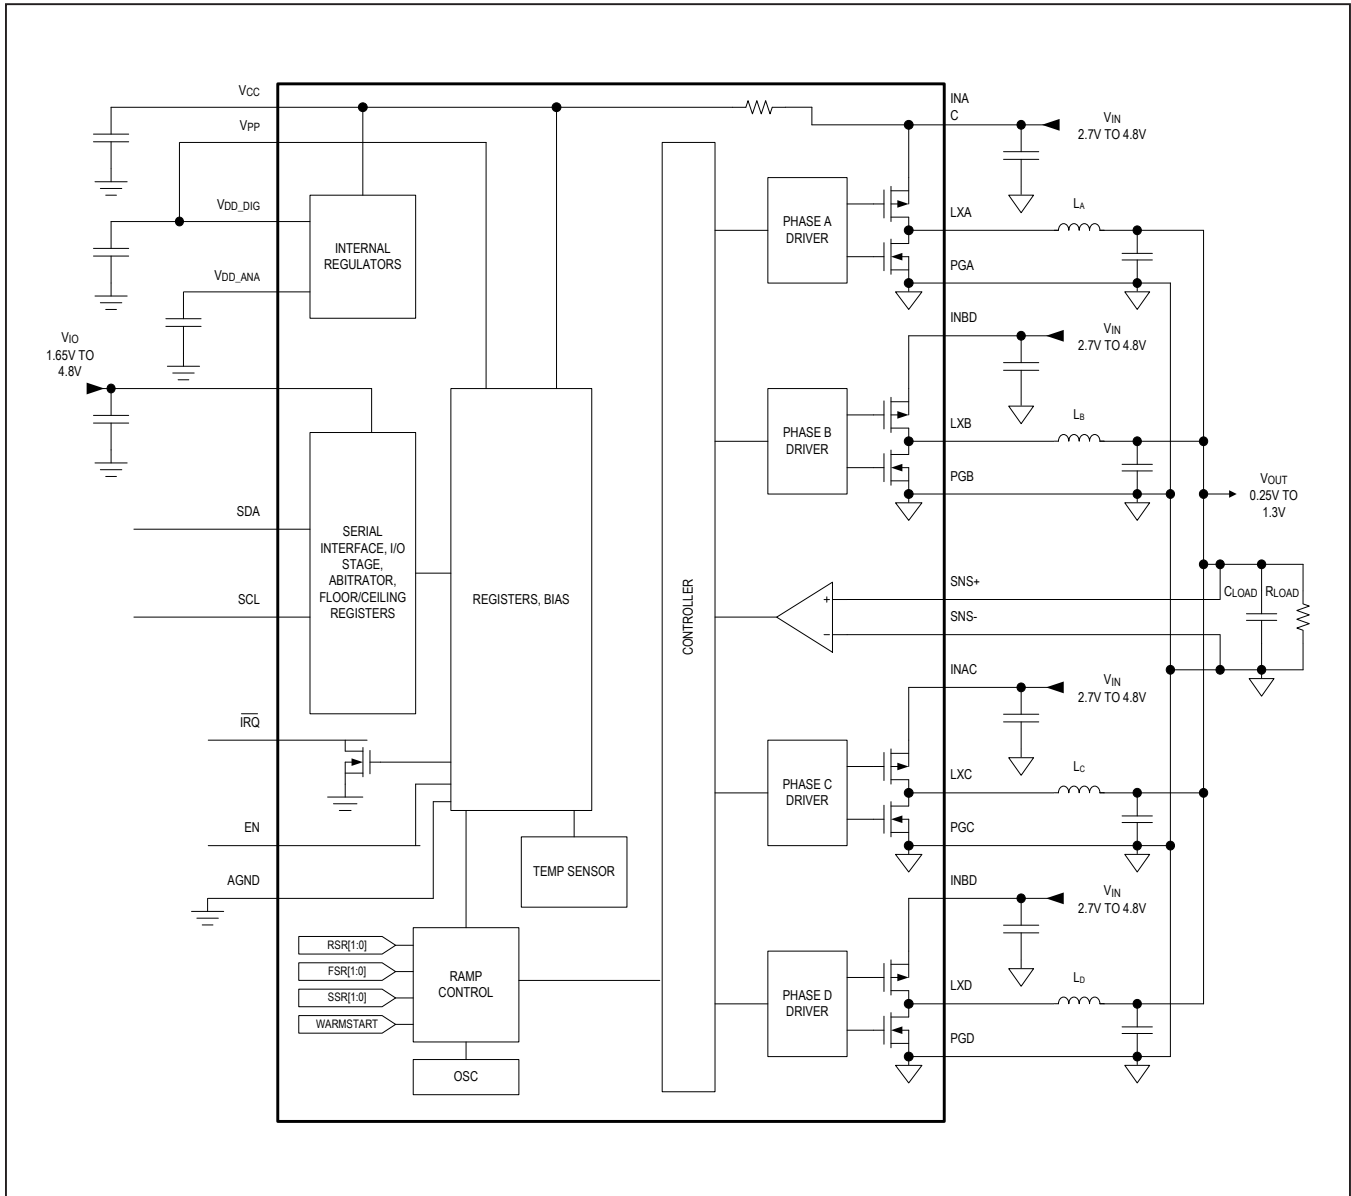 VCC
VPP
VDD_DIG
VDD_ANA
VIO
1.65V TO
4.8V
SDA
SCL
IRQ
EN
AGND
INTERNAL
REGULATORS
SERIAL
INTERFACE, I/O
STAGE,
ABITRATOR,
FLOOR/CEILING
REGISTERS
REGISTERS, BIAS
TEMP SENSOR
RSR[1:0]
FSR[1:0]
SSR[1:0]
WARMSTART
RAMP
CONTROL
OSC
CONTROLLER
PHASE A
DRIVER
INA
C
VIN
2.7V TO 4.8V
LXA
LA
PGA
PHASE B
DRIVER
INBD
VIN
2.7V TO 4.8V
LXB
LB
PGB
VOUT
0.25V TO
1.3V
+
−
SNS+
SNS-
CLOAD
RLOAD
PHASE C
DRIVER
INAC
VIN
2.7V TO 4.8V
LXC
LC
PGC
PHASE D
DRIVER
INBD
VIN
2.7V TO 4.8V
LXD
LD
PGD